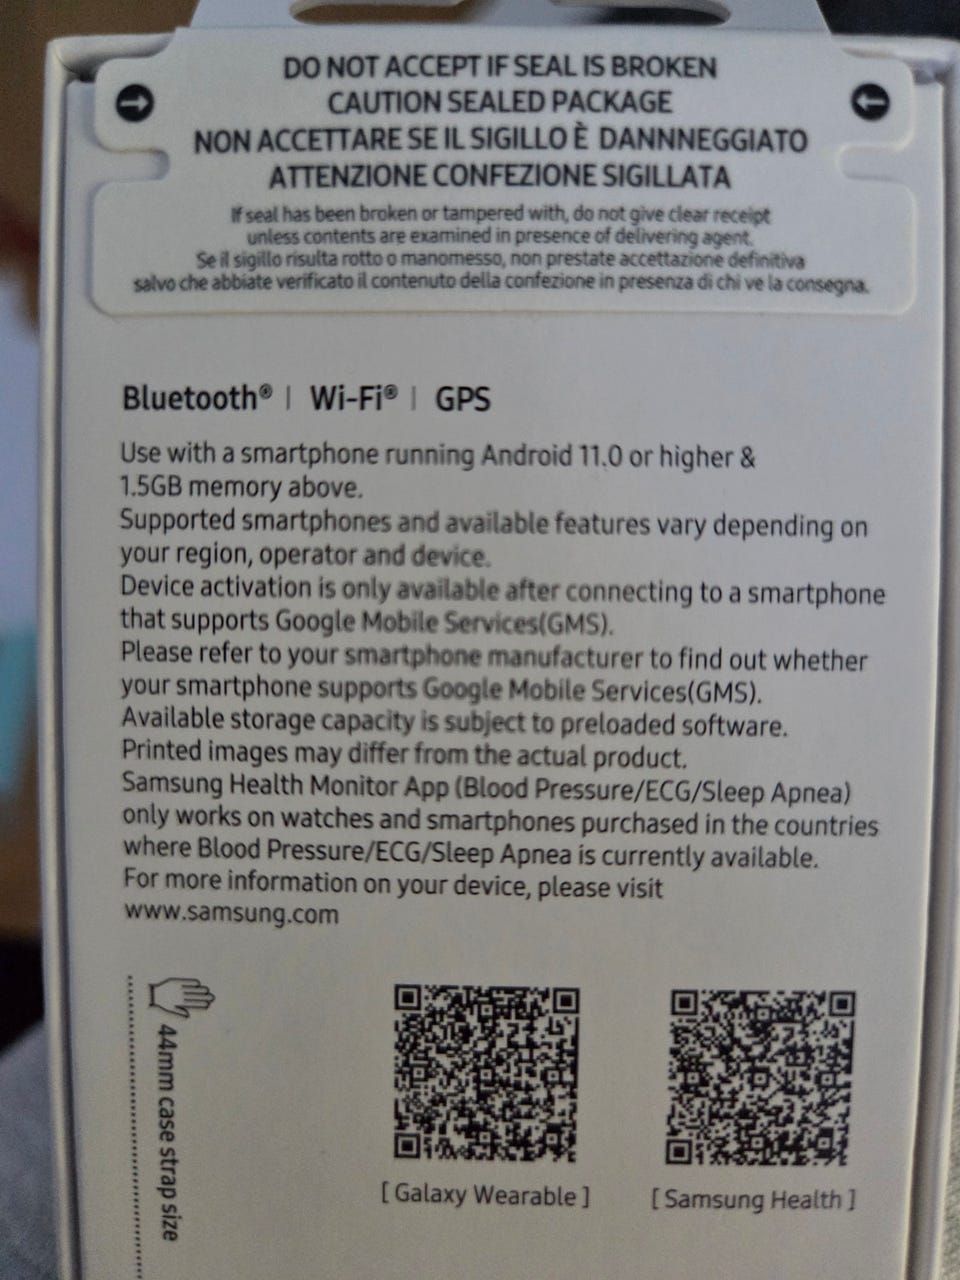 DO NOT ACCEPT IF SEAL IS BROKEN
CAUTION SEALED PACKAGE
NON ACCETTARE SE IL SIGILLO È DANNNEGGIATO
ATTENZIONE CONFEZIONE SIGILLATA
If seal has been broken or tampered with, do not give clear receipt
unless contents are examined in presence of delivering agent.
Se il sigillo risulta rotto o manomesso, non prestate accettazione definitiva
salvo che abbiate verificato il contenuto della confezione in presenza di chi ve la consegna.
Bluetooth® | Wi-Fi® | GPS
Use with a smartphone running Android 11.0 or higher &
1.5GB memory above.
Supported smartphones and available features vary depending on
your region, operator and device.
Device activation is only available after connecting to a smartphone
that supports Google Mobile Services(GMS).
Please refer to your smartphone manufacturer to find out whether
your smartphone supports Google Mobile Services(GMS).
Available storage capacity is subject to preloaded software.
Printed images may differ from the actual product.
Samsung Health Monitor App (Blood Pressure/ECG/Sleep Apnea)
only works on watches and smartphones purchased in the countries
where Blood Pressure/ECG/Sleep Apnea is currently available.
For more information on your device, please visit
www.samsung.com
44mm case strap size
[ Galaxy Wearable ]
[ Samsung Health ]